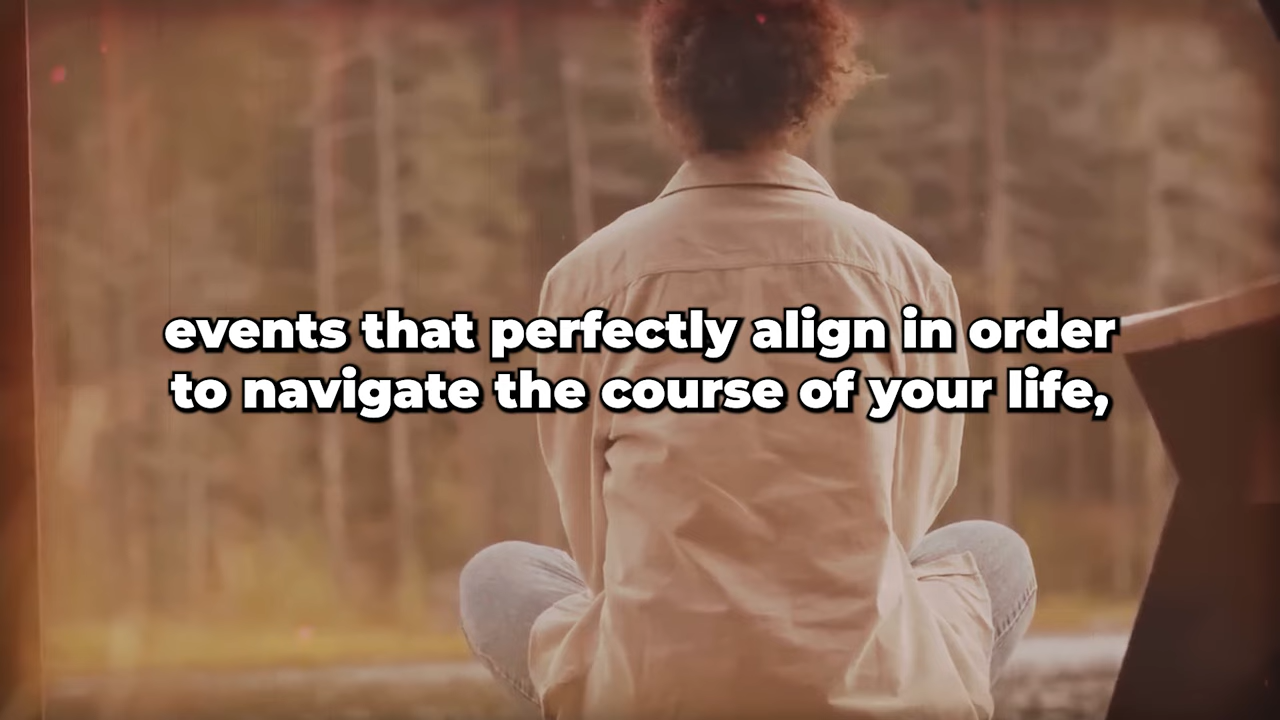 events that perfectly align in order
to navigate the course of your life,